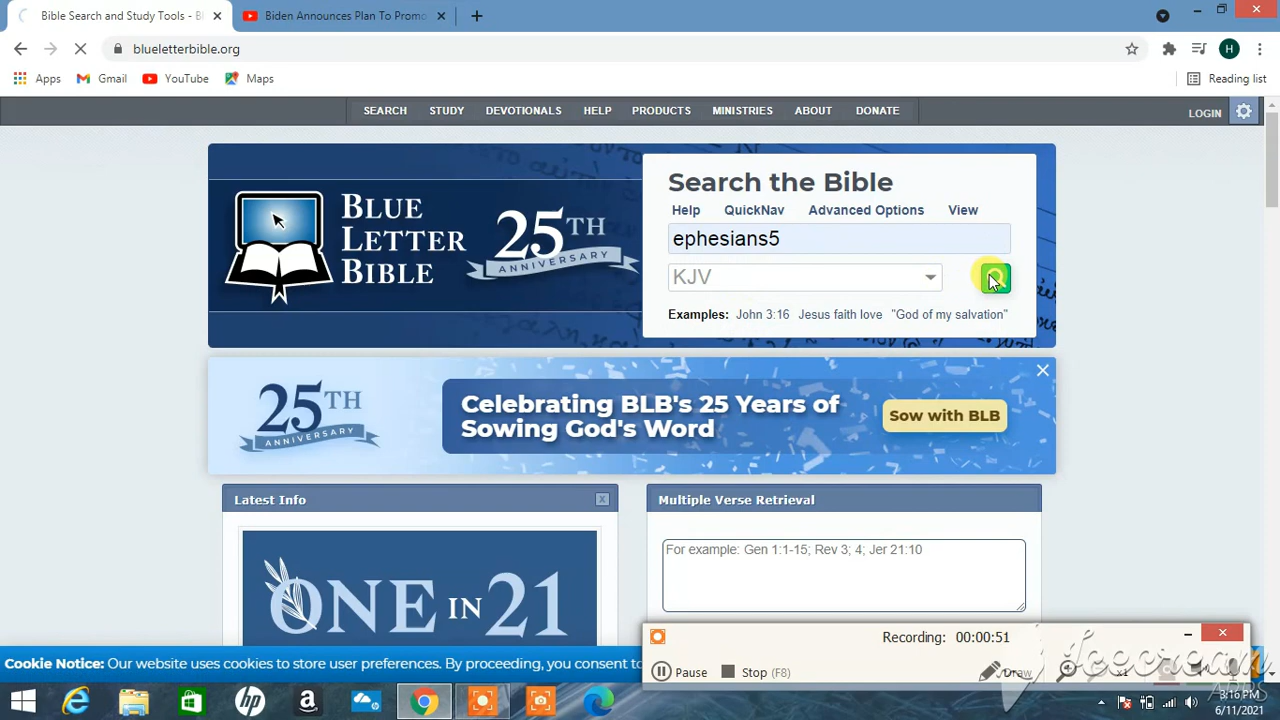 Bible Search and Study Tools - Bl
Biden Announces Plan To Promo
blueletterbible.org
H
Apps
Gmail
YouTube
Maps
Reading list
SEARCH
STUDY
DEVOTIONALS
HELP
PRODUCTS
MINISTRIES
ABOUT
DONATE
LOGIN
BLUE
LETTER
BIBLE
25TH
ANNIVERSARY
Search the Bible
Help
QuickNav
Advanced Options
View
ephesians5
KJV
Examples: John 3:16 Jesus faith love "God of my salvation"
25TH
ANNIVERSARY
Celebrating BLB's 25 Years of
Sowing God's Word
Sow with BLB
Latest Info
Multiple Verse Retrieval
For example: Gen 1:1-15; Rev 3; 4; Jer 21:10
ONE IN 21
Cookie Notice: Our website uses cookies to store user preferences. By proceeding, you consent to
Recording: 00:00:51
Pause
Stop (F8)
Draw
x1
Icecream
APPS
3:16 PM
6/11/2021